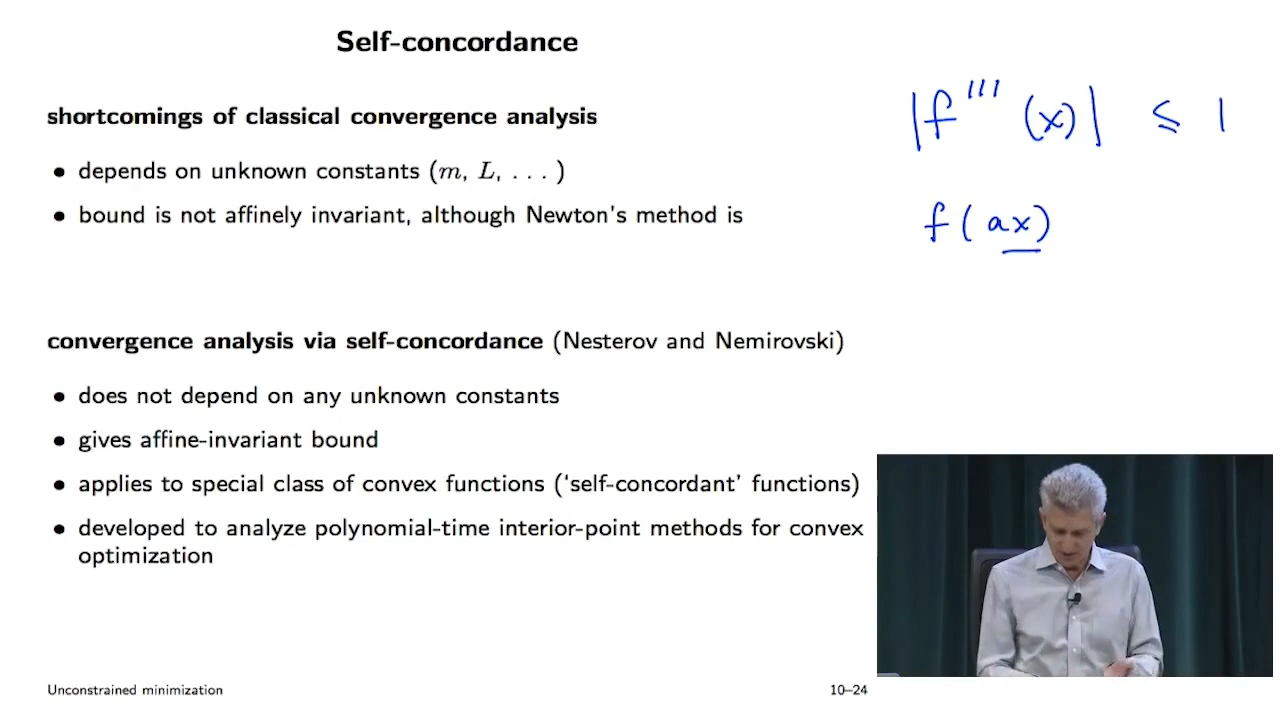 Self-concordance
shortcomings of classical convergence analysis
• depends on unknown constants (m, L, . . . )
• bound is not affinely invariant, although Newton's method is
|f'''(x)| ≤ 1
f(ax)
convergence analysis via self-concordance (Nesterov and Nemirovski)
• does not depend on any unknown constants
• gives affine-invariant bound
• applies to special class of convex functions (‘self-concordant’ functions)
• developed to analyze polynomial-time interior-point methods for convex
optimization
Unconstrained minimization
10–24